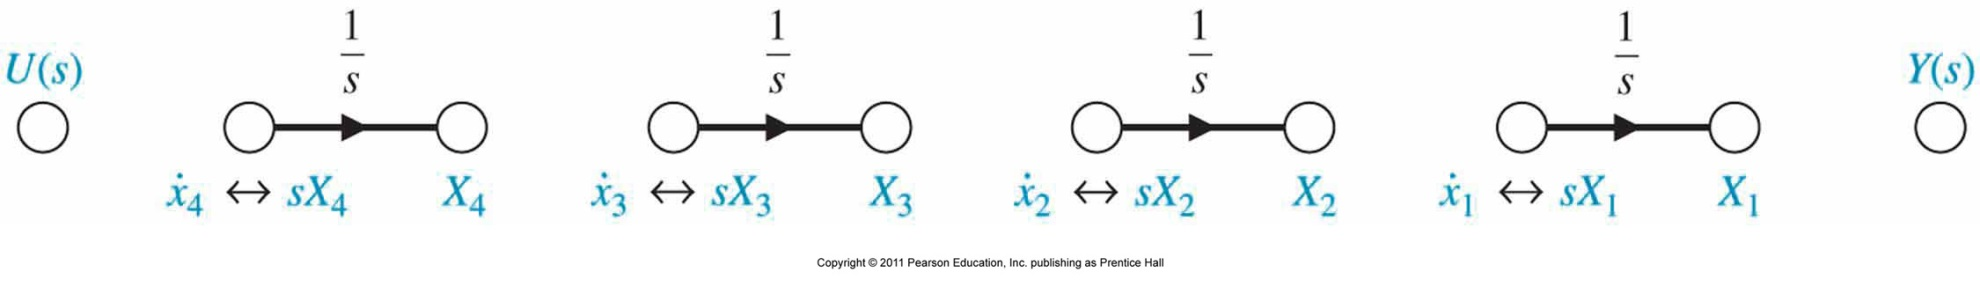 1/s 1/s 1/s 1/s
U(s) Y(s)
ẋ₄ ↔ sX₄ X₄ ẋ₃ ↔ sX₃ X₃ ẋ₂ ↔ sX₂ X₂ ẋ₁ ↔ sX₁ X₁
Copyright © 2011 Pearson Education, Inc. publishing as Prentice Hall